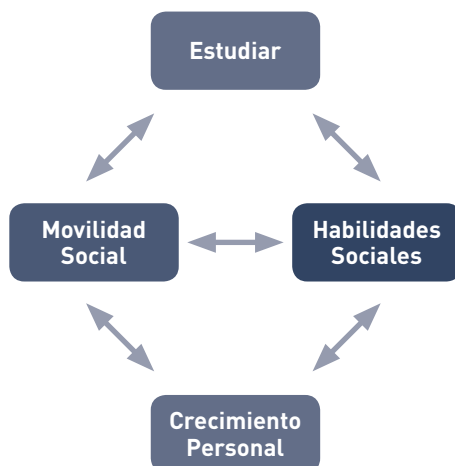 Estudiar
Movilidad
Social
Habilidades
Sociales
Crecimiento
Personal